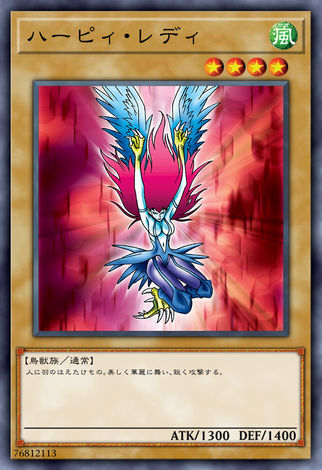 ハーピィ・レディ
風
【鳥獣族／通常】
人に羽のはえたけもの。美しく華麗に舞い、鋭く攻撃する。
ATK/1300 DEF/1400
76812113